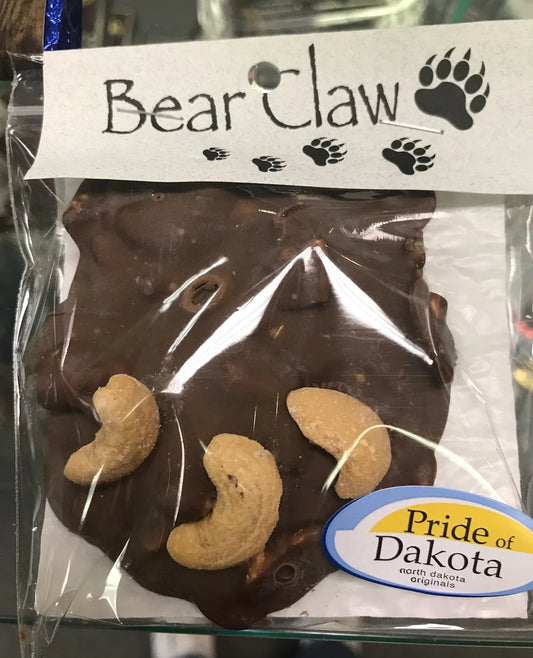 Bear Claw
Pride of
Dakota
north dakota
originals